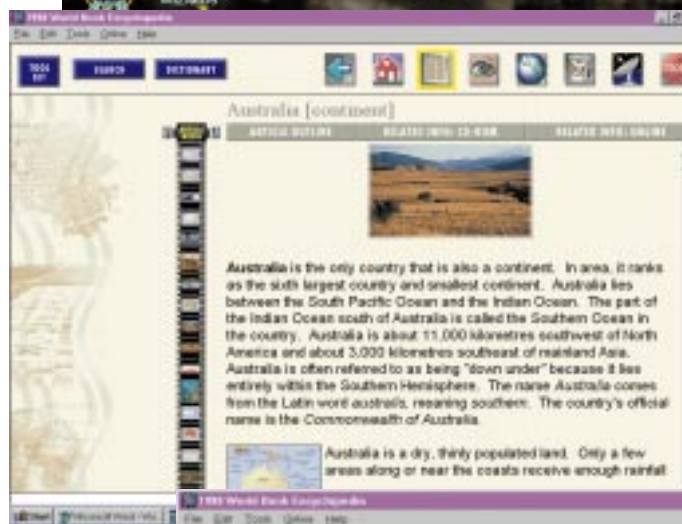 1998 World Book Encyclopedia
File Edit Tools Online Help
TOOL
SEARCH
DICTIONARY
Australia [continent]
ARTICLE OUTLINE RELATED INFO: CD-ROM RELATED INFO: ONLINE
Australia is the only country that is also a continent. In area, it ranks
as the sixth largest country and smallest continent. Australia lies
between the South Pacific Ocean and the Indian Ocean. The part of
the Indian Ocean south of Australia is called the Southern Ocean in
the country. Australia is about 11,000 kilometres southwest of North
America and about 3,000 kilometres southeast of mainland Asia.
Australia is often referred to as being "down under" because it lies
entirely within the Southern Hemisphere. The name Australia comes
from the Latin word australis, meaning southern. The country's official
name is the Commonwealth of Australia.
Australia is a dry, thinly populated land. Only a few
areas along or near the coasts receive enough rainfall
Start Microsoft Word
1998 World Book Encyclopedia
File Edit Tools Online Help